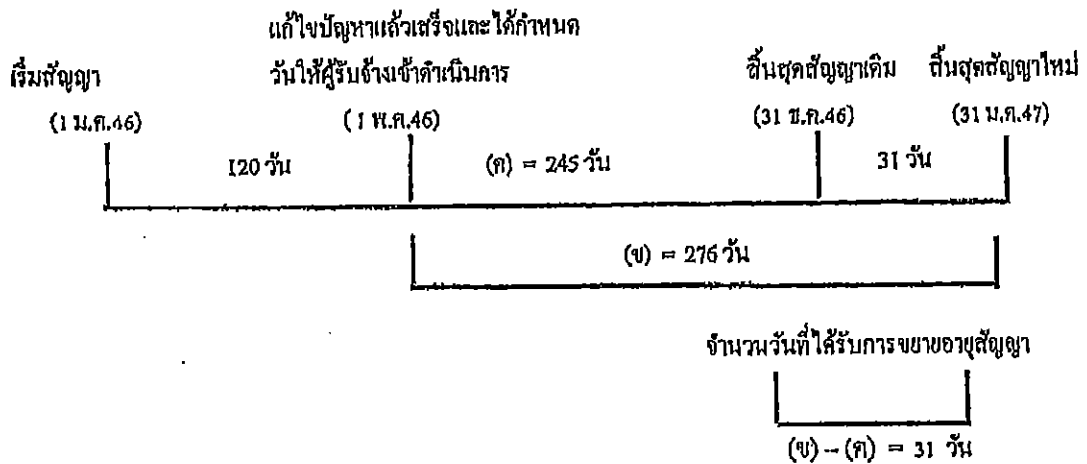 แก้ไขปัญหาแล้วเสร็จและได้กำหนด
วันให้ผู้รับจ้างเข้าดำเนินการ
เริ่มสัญญา
สิ้นสุดสัญญาเดิม
สิ้นสุดสัญญาใหม่
(1 ม.ค.46)
(1 พ.ค.46)
(31 ธ.ค.46)
(31 ม.ค.47)
120 วัน
(ค) = 245 วัน
31 วัน
(ข) = 276 วัน
จำนวนวันที่ได้รับการขยายอายุสัญญา
(ข) – (ค) = 31 วัน